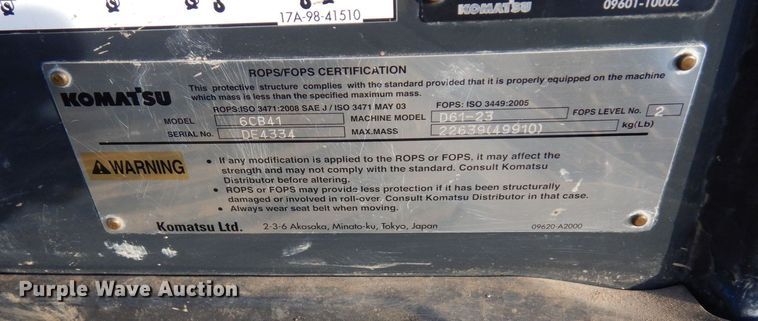 17A-98-41510
KOMATSU
09601-10002
ROPS/FOPS CERTIFICATION
This protective structure complies with the standard provided that it is properly equipped on the machine
which mass is less than the specified maximum mass.
KOMATSU
ROPS:ISO 3471:2008 SAE J / ISO 3471 MAY 03 FOPS: ISO 3449:2005
MODEL 6CB41 MACHINE MODEL D61-23 FOPS LEVEL No. 2
SERIAL No. DE4334 MAX.MASS 22639(49910) kg(Lb)
WARNING
• If any modification is applied to the ROPS or FOPS, it may affect the
strength and may not comply with the standard. Consult Komatsu
Distributor before altering.
• ROPS or FOPS may provide less protection if it has been structurally
damaged or involved in roll-over. Consult Komatsu Distributor in that case.
• Always wear seat belt when moving.
Komatsu Ltd. 2-3-6 Akasaka, Minato-ku, Tokyo, Japan 09620-A2000
Purple Wave Auction